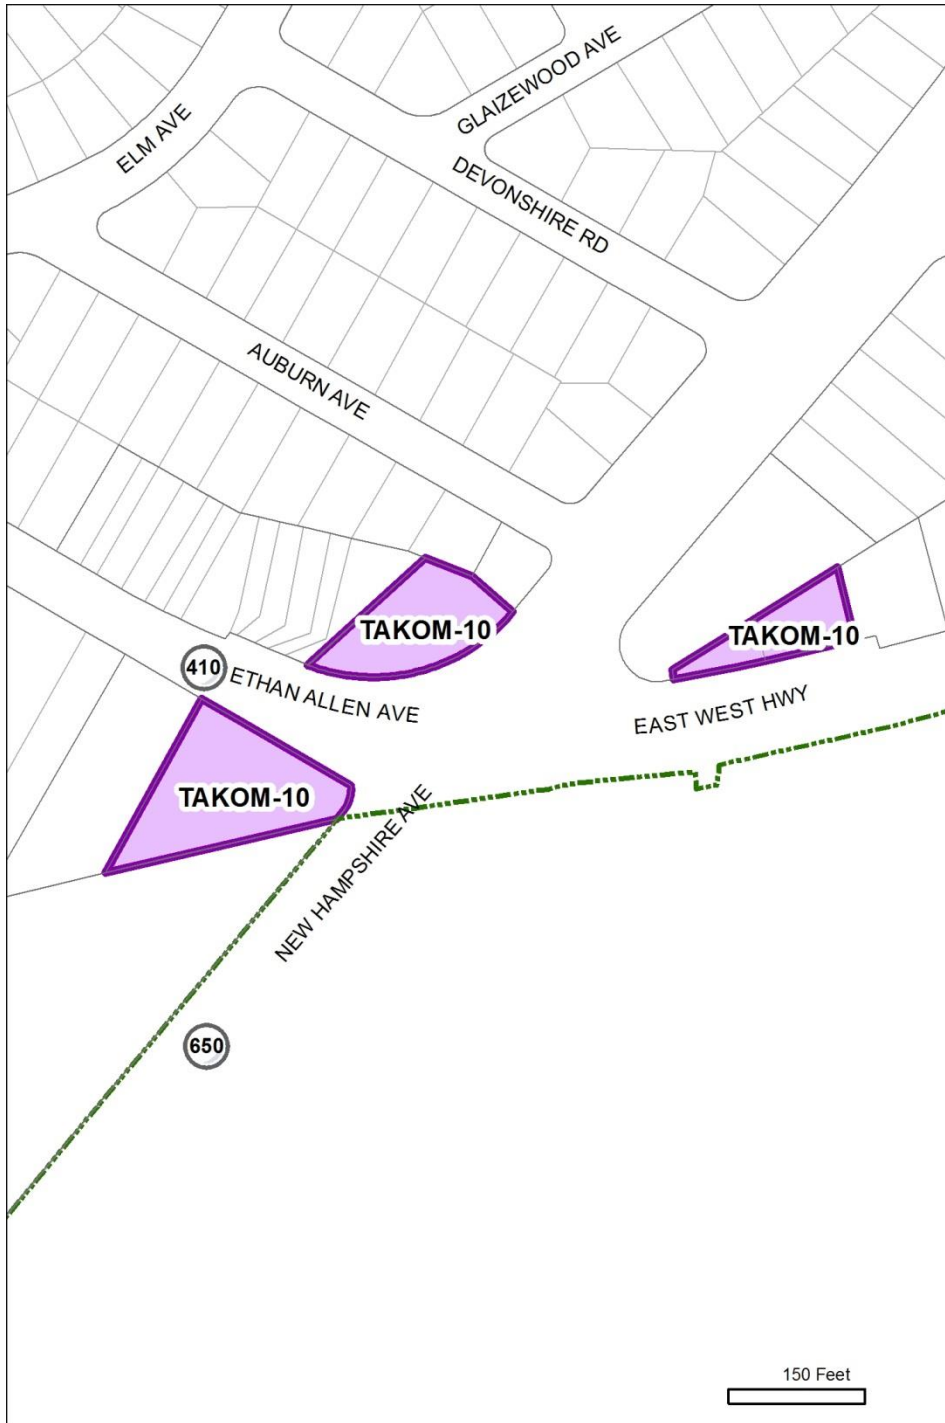 GLAIZEWOOD AVE
ELM AVE
DEVONSHIRE RD
AUBURN AVE
TAKOM-10
TAKOM-10
410
ETHAN ALLEN AVE
EAST WEST HWY
TAKOM-10
NEW HAMPSHIRE AVE
650
150 Feet